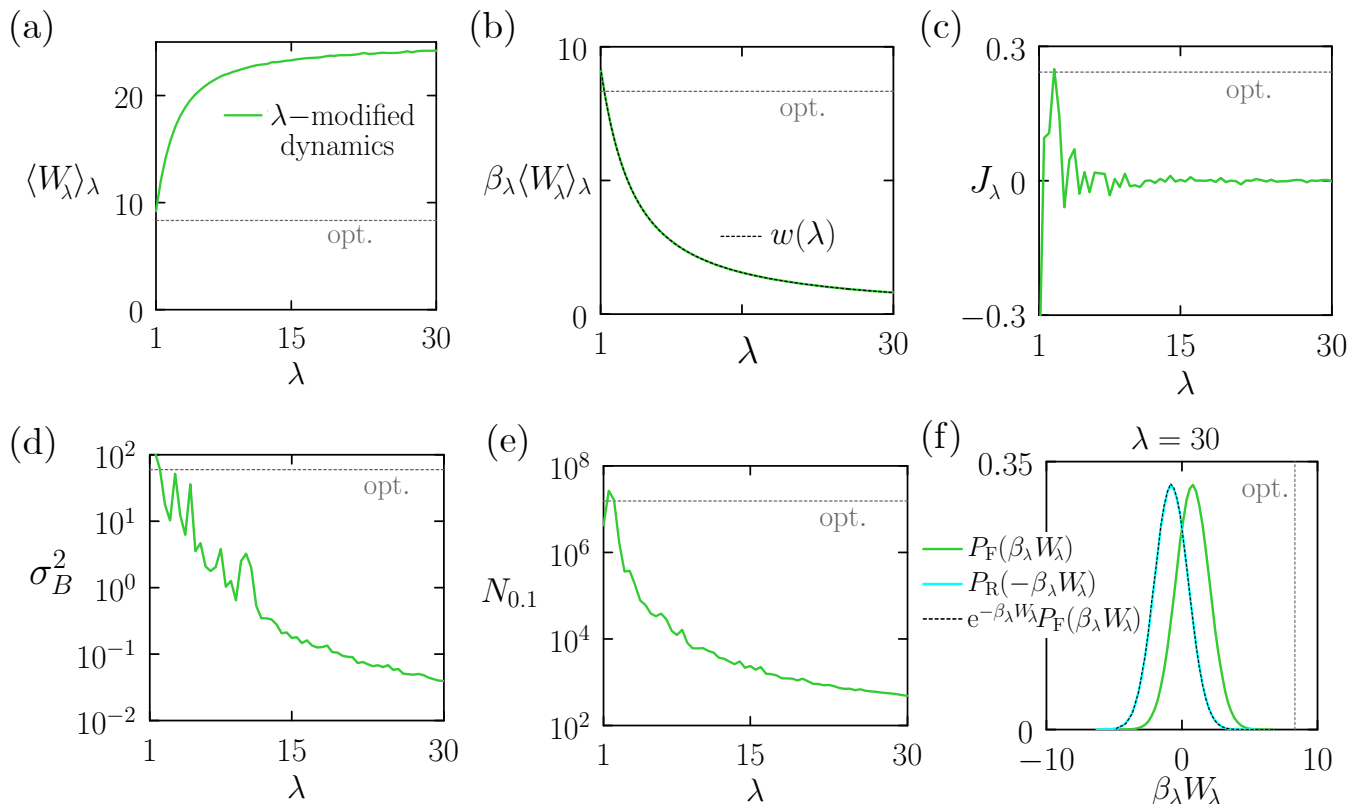 (a)
⟨W_λ⟩_λ
20
10
0
λ−modified
dynamics
opt.
1
15
30
λ
(b)
β_λ⟨W_λ⟩_λ
10
5
0
opt.
w(λ)
1
15
30
λ
(c)
J_λ
0.3
0
−0.3
opt.
1
15
30
λ
(d)
σ_B^2
10^2
10^1
10^0
10^−1
10^−2
opt.
1
15
30
λ
(e)
N_0.1
10^8
10^6
10^4
10^2
opt.
1
15
30
λ
(f)
λ = 30
0.35
0
opt.
P_F(β_λW_λ)
P_R(−β_λW_λ)
e^−β_λW_λ P_F(β_λW_λ)
-10
0
10
β_λW_λ